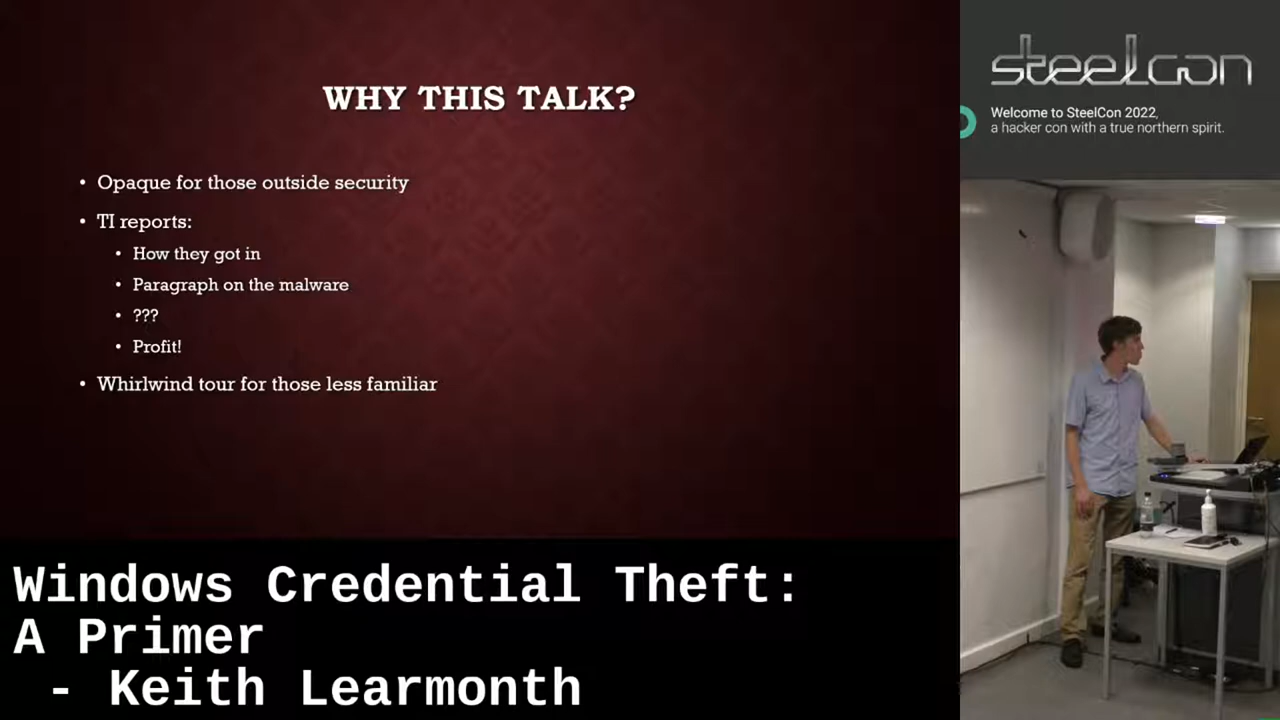 WHY THIS TALK?
• Opaque for those outside security
• TI reports:
• How they got in
• Paragraph on the malware
• ???
• Profit!
• Whirlwind tour for those less familiar
steelcon
Welcome to SteelCon 2022,
a hacker con with a true northern spirit.
Windows Credential Theft:
A Primer
- Keith Learmonth